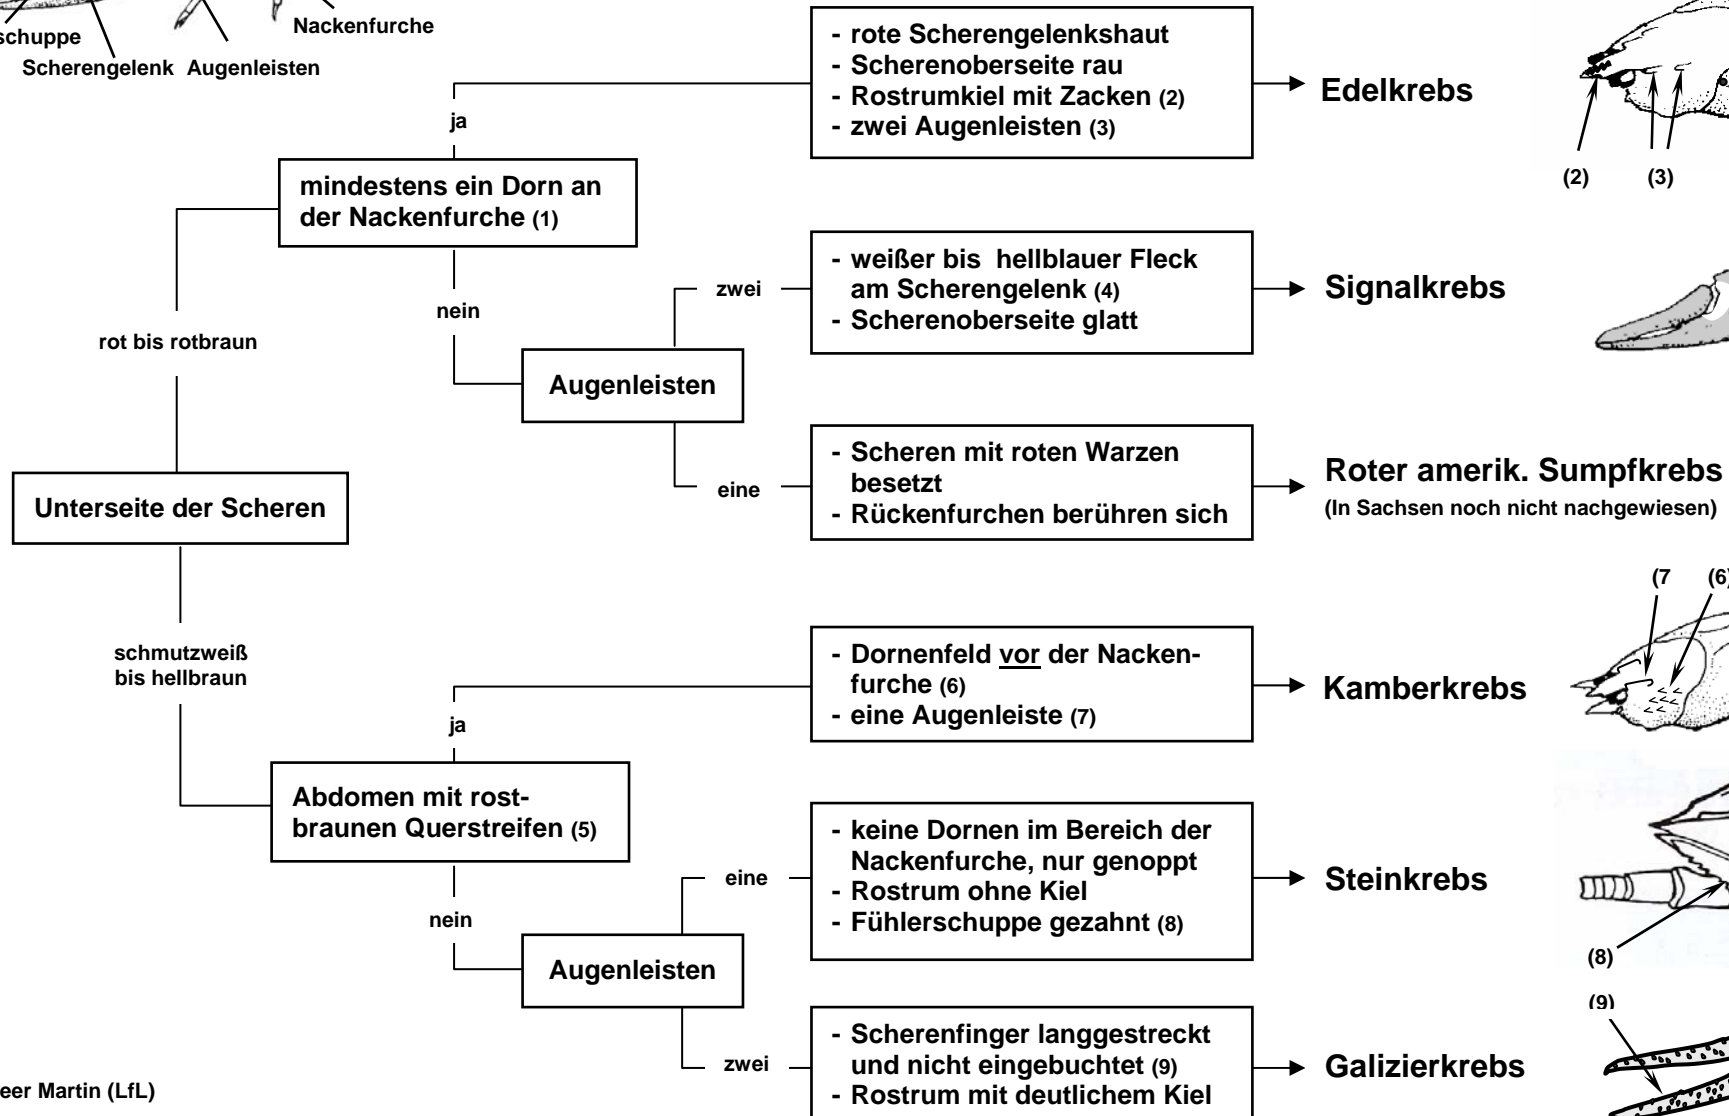 schuppe
Nackenfurche
Scherengelenk Augenleisten
- rote Scherengelenkshaut
- Scherenoberseite rau
- Rostrumkiel mit Zacken (2)
- zwei Augenleisten (3)
Edelkrebs
(2) (3)
ja
mindestens ein Dorn an
der Nackenfurche (1)
nein
zwei
- weißer bis hellblauer Fleck
am Scherengelenk (4)
- Scherenoberseite glatt
Signalkrebs
rot bis rotbraun
Augenleisten
eine
- Scheren mit roten Warzen
besetzt
- Rückenfurchen berühren sich
Roter amerik. Sumpfkrebs
(In Sachsen noch nicht nachgewiesen)
Unterseite der Scheren
schmutzweiß
bis hellbraun
ja
- Dornenfeld vor der Nacken-
furche (6)
- eine Augenleiste (7)
Kamberkrebs
(7 (6)
Abdomen mit rost-
braunen Querstreifen (5)
nein
eine
- keine Dornen im Bereich der
Nackenfurche, nur genoppt
- Rostrum ohne Kiel
- Fühlerschuppe gezahnt (8)
Steinkrebs
(8)
Augenleisten
zwei
- Scherenfinger langgestreckt
und nicht eingebuchtet (9)
- Rostrum mit deutlichem Kiel
Galizierkrebs
(9)
eer Martin (LfL)